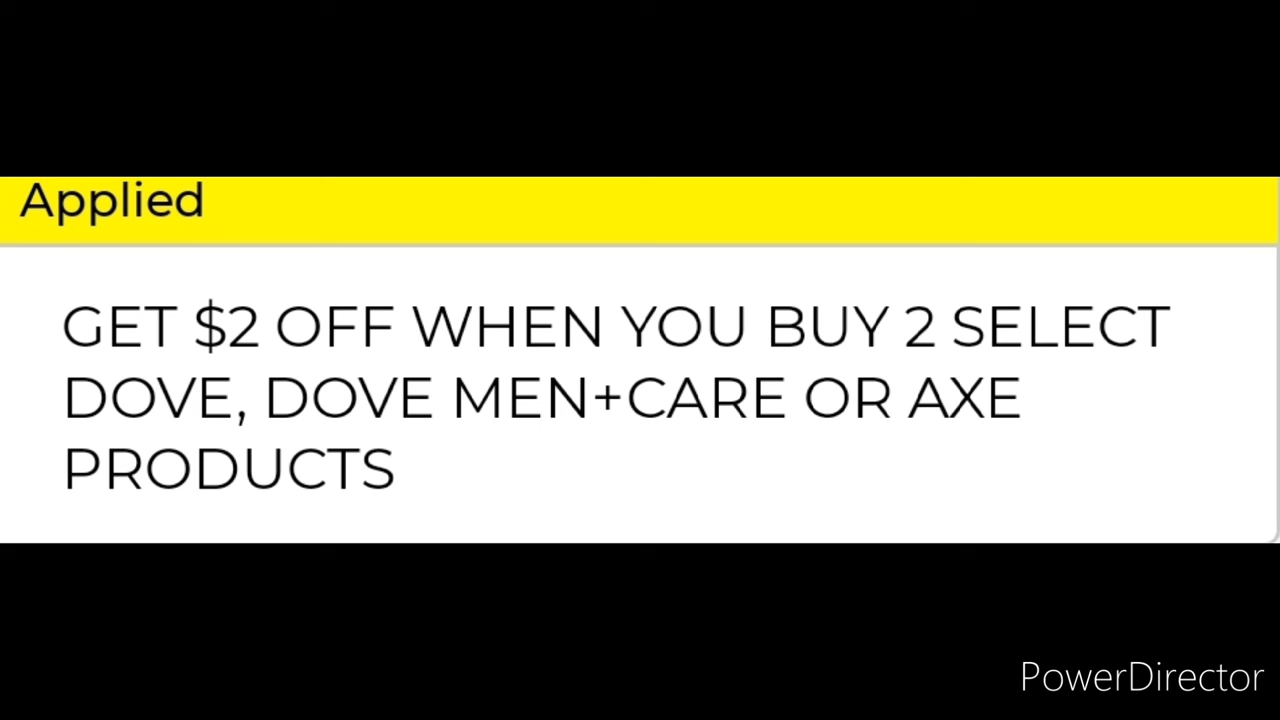 Applied
GET $2 OFF WHEN YOU BUY 2 SELECT
DOVE, DOVE MEN+CARE OR AXE
PRODUCTS
PowerDirector